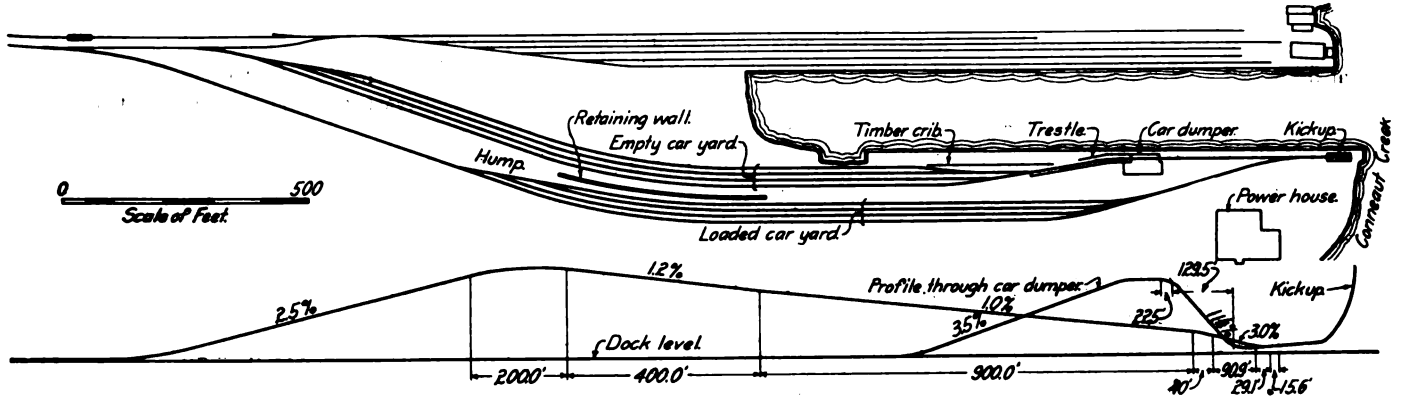 Retaining wall.
Empty car yard.
Timber crib.
Trestle.
Car dumper.
Kickup.
Conneaut Creek
Hump.
0 500
Scale of Feet.
Loaded car yard.
Power house.
2.5%
1.2%
Profile through car dumper.
1.0%
3.5%
22.5'
129.5'
3.0%
Kickup
Dock level.
200.0'
400.0'
900.0'
40'
90.9'
29.1'
15.6'